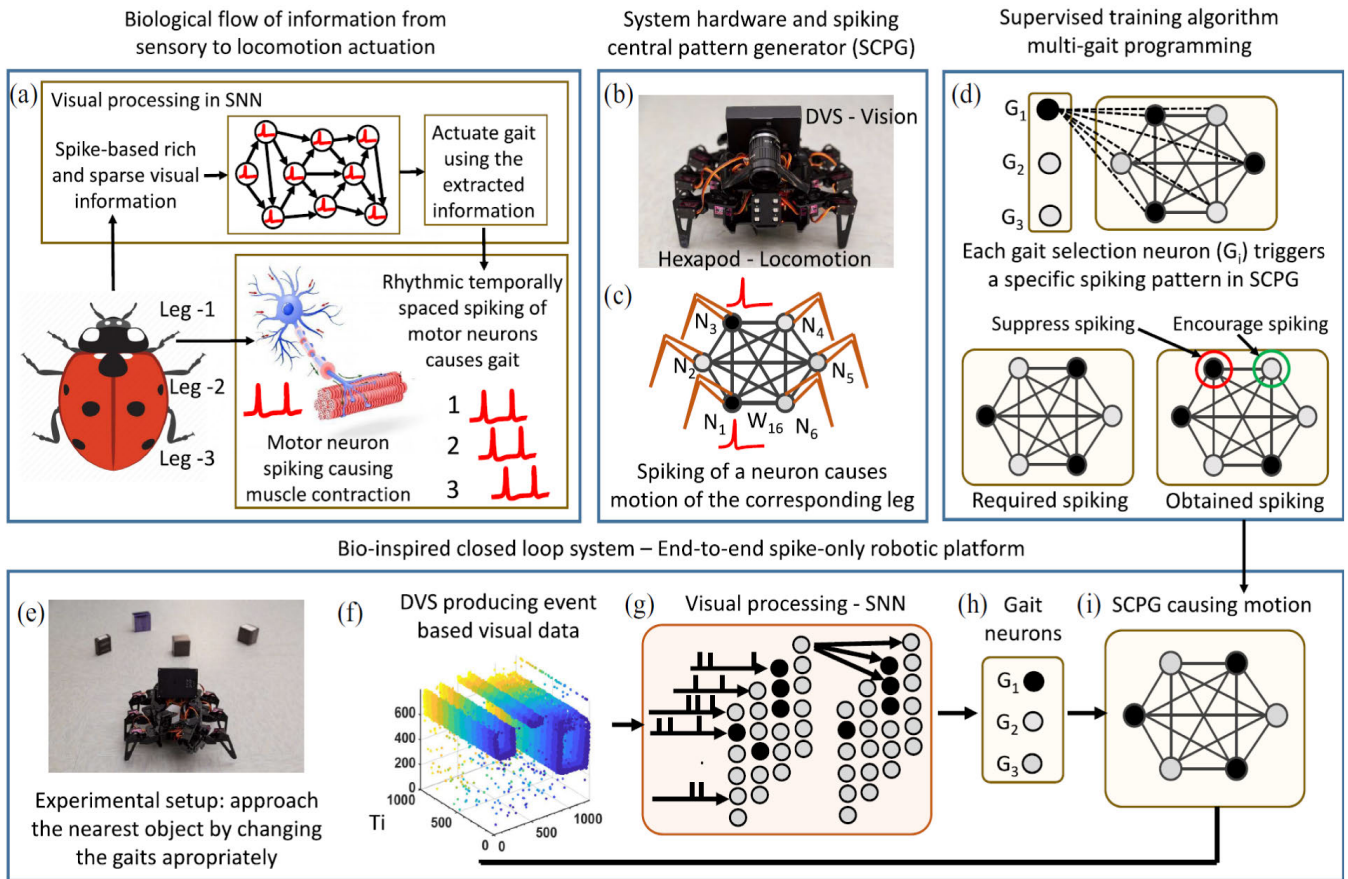 Biological flow of information from
sensory to locomotion actuation
System hardware and spiking
central pattern generator (SCPG)
Supervised training algorithm
multi-gait programming
(a)
Visual processing in SNN
Spike-based rich
and sparse visual
information
Actuate gait
using the
extracted
information
Leg -1
Leg -2
Leg -3
Rhythmic temporally
spaced spiking of
motor neurons
causes gait
1
2
3
Motor neuron
spiking causing
muscle contraction
(b)
DVS - Vision
Hexapod - Locomotion
(c)
N3
N4
N2
N5
N1
W16
N6
Spiking of a neuron causes
motion of the corresponding leg
(d)
G1
G2
G3
Each gait selection neuron (Gi) triggers
a specific spiking pattern in SCPG
Suppress spiking
Encourage spiking
Required spiking
Obtained spiking
Bio-inspired closed loop system – End-to-end spike-only robotic platform
(e)
Experimental setup: approach
the nearest object by changing
the gaits apropriately
(f)
DVS producing event
based visual data
600
400
200
0
1000
500
0
0
500
1000
Ti
(g)
Visual processing - SNN
(h)
Gait
neurons
G1
G2
G3
(i)
SCPG causing motion